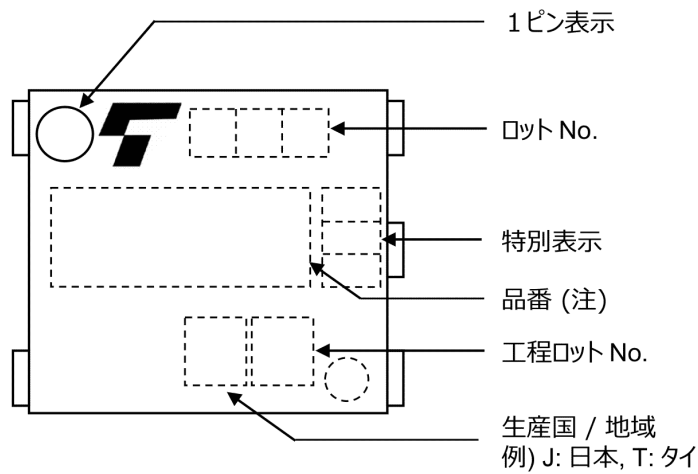 1ピン表示
ロット No.
特別表示
品番 (注)
工程ロット No.
生産国 / 地域
例) J: 日本, T: タイ